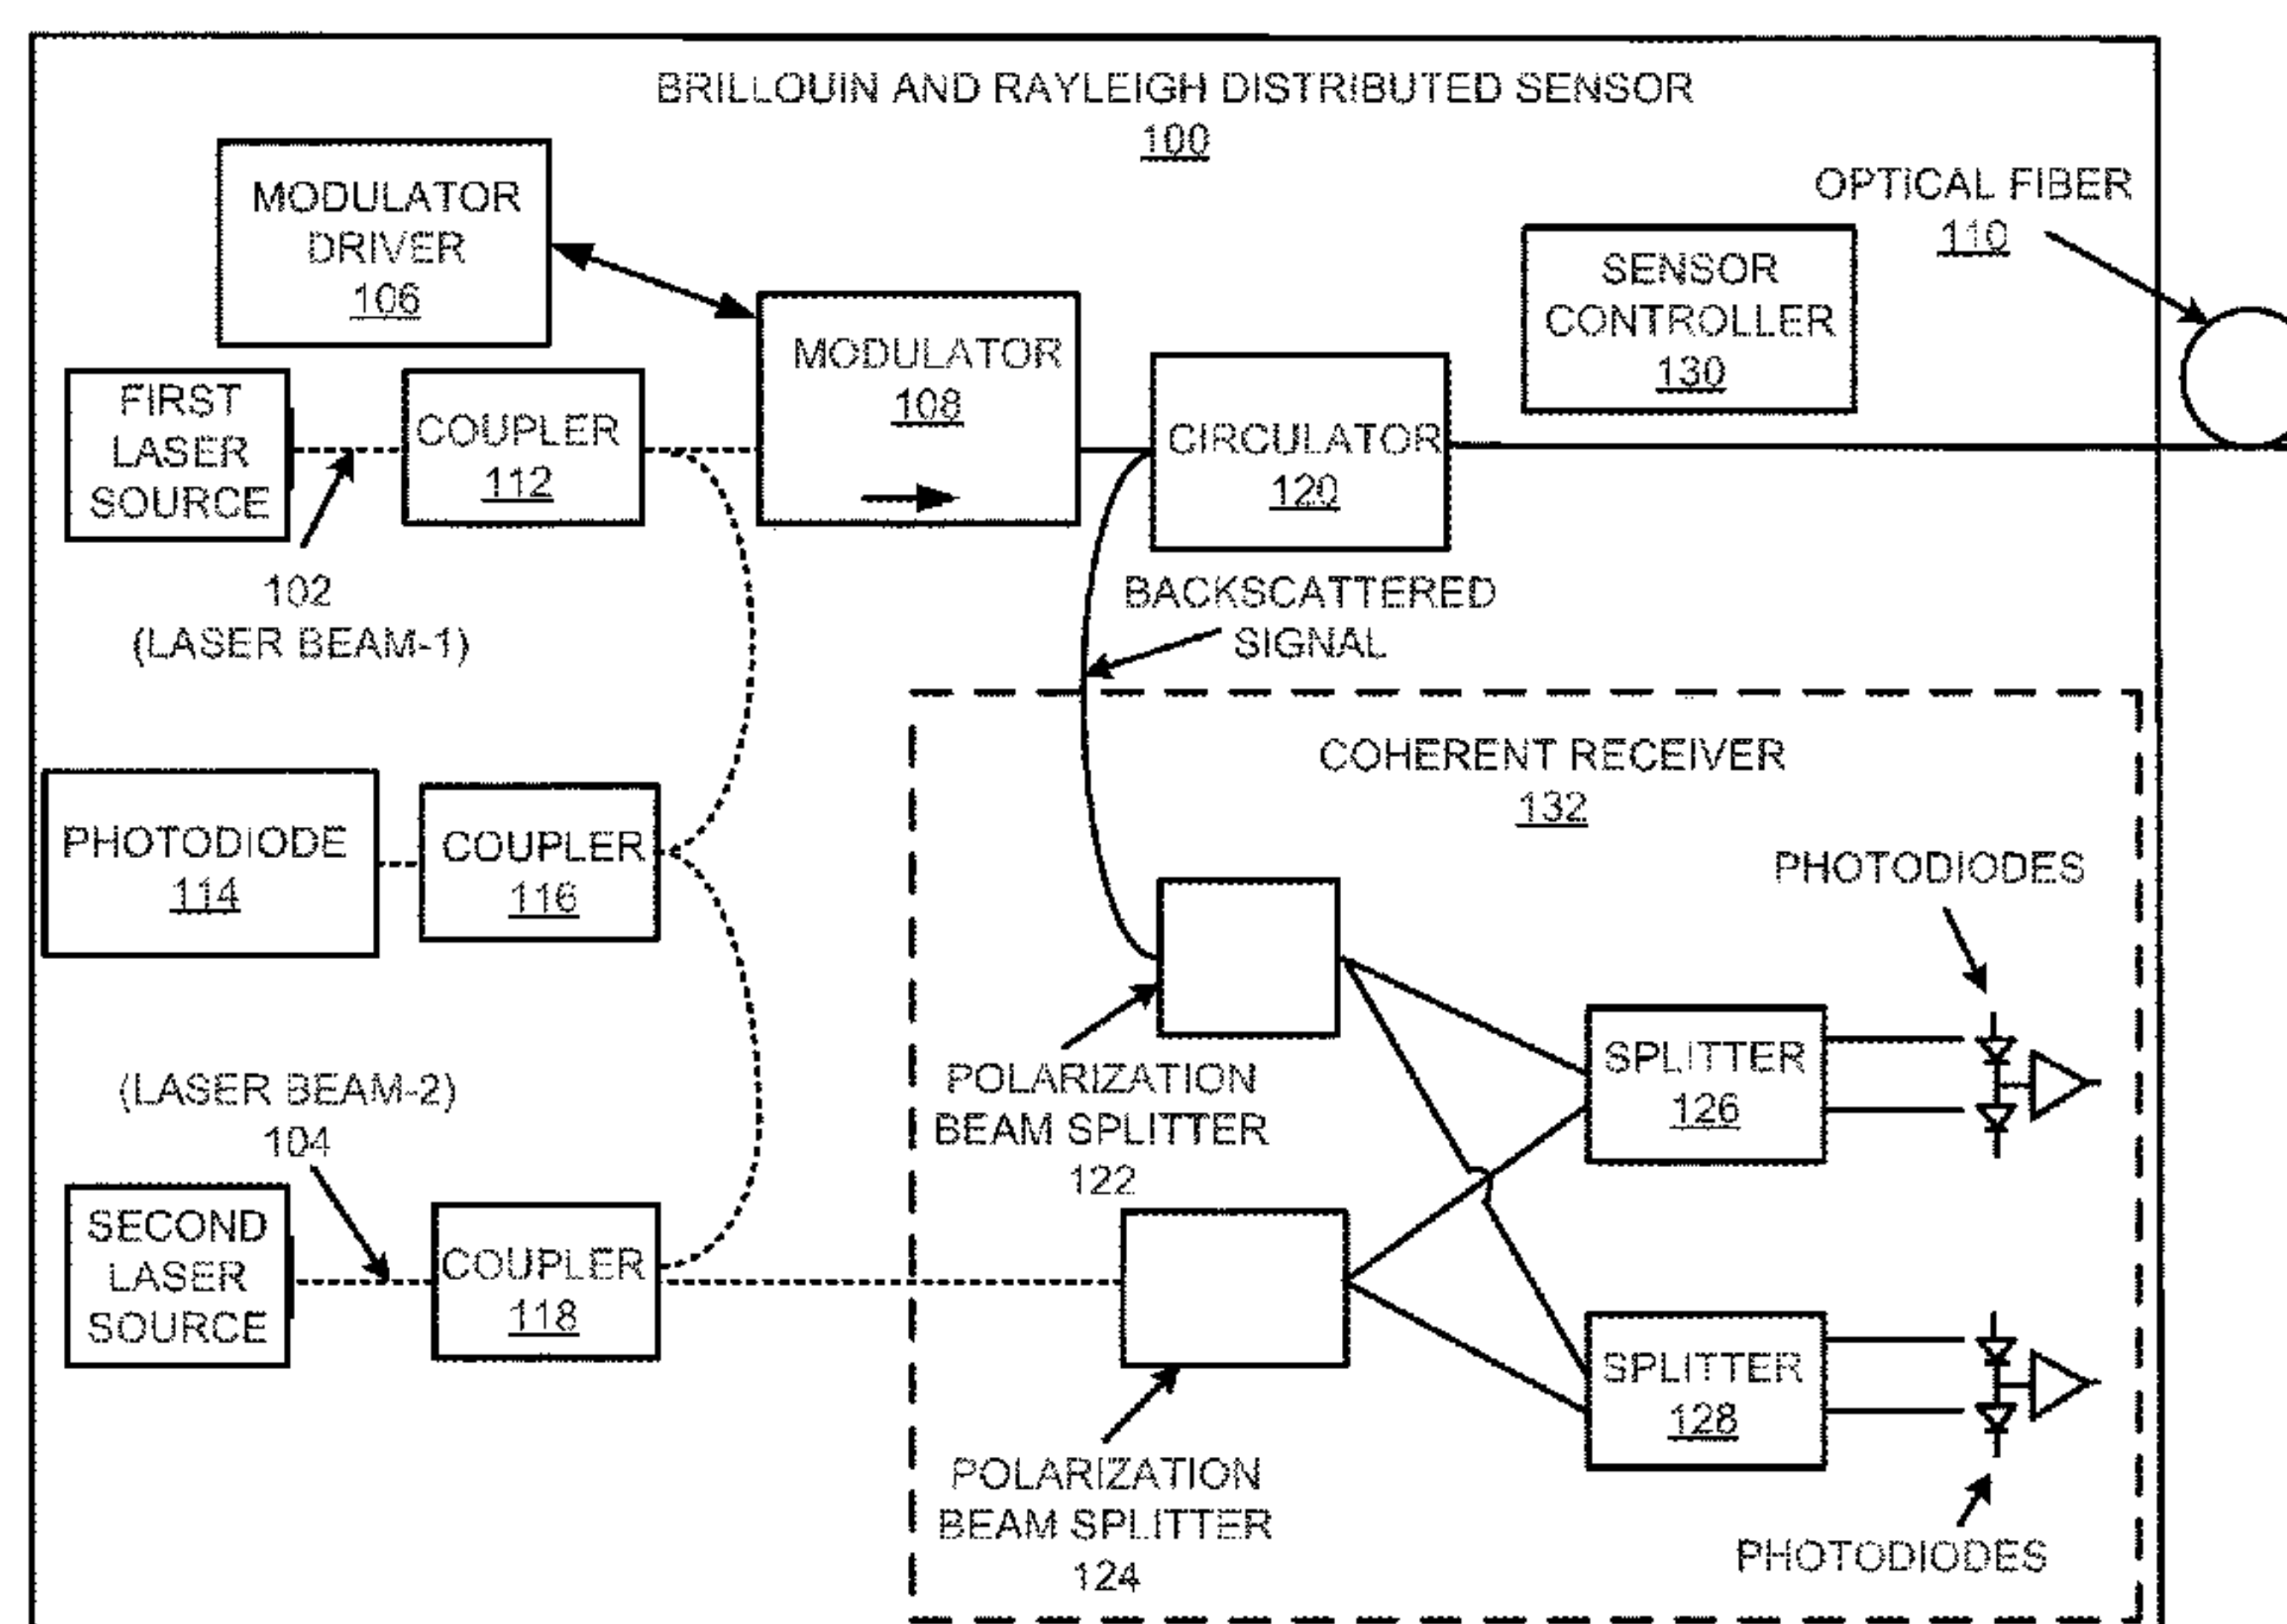 BRILLOUIN AND RAYLEIGH DISTRIBUTED SENSOR
100
MODULATOR
DRIVER
106
OPTICAL FIBER
110
SENSOR
CONTROLLER
130
MODULATOR
108
FIRST
LASER
SOURCE
COUPLER
112
CIRCULATOR
120
102
(LASER BEAM-1)
BACKSCATTERED
SIGNAL
COHERENT RECEIVER
132
PHOTODIODE
114
COUPLER
116
PHOTODIODES
POLARIZATION
BEAM SPLITTER
122
SPLITTER
126
(LASER BEAM-2)
104
SECOND
LASER
SOURCE
COUPLER
118
SPLITTER
128
POLARIZATION
BEAM SPLITTER
124
PHOTODIODES